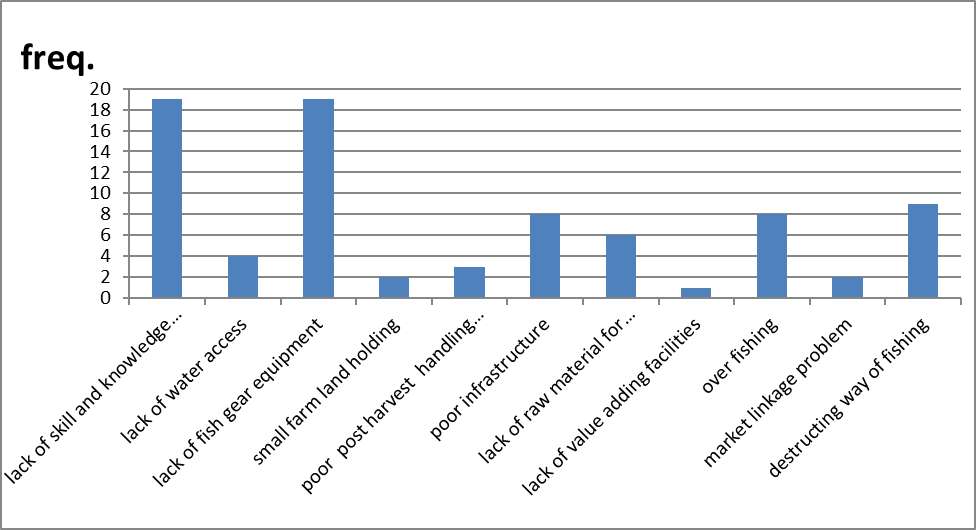 freq.
20
18
16
14
12
10
8
6
4
2
0
lack of skill and knowledge...
lack of water access
lack of fish gear equipment
small farm land holding
poor  post harvest  handling...
poor infrastructure
lack of raw material for...
lack of value adding facilities
over fishing
market linkage problem
destructing way of fishing